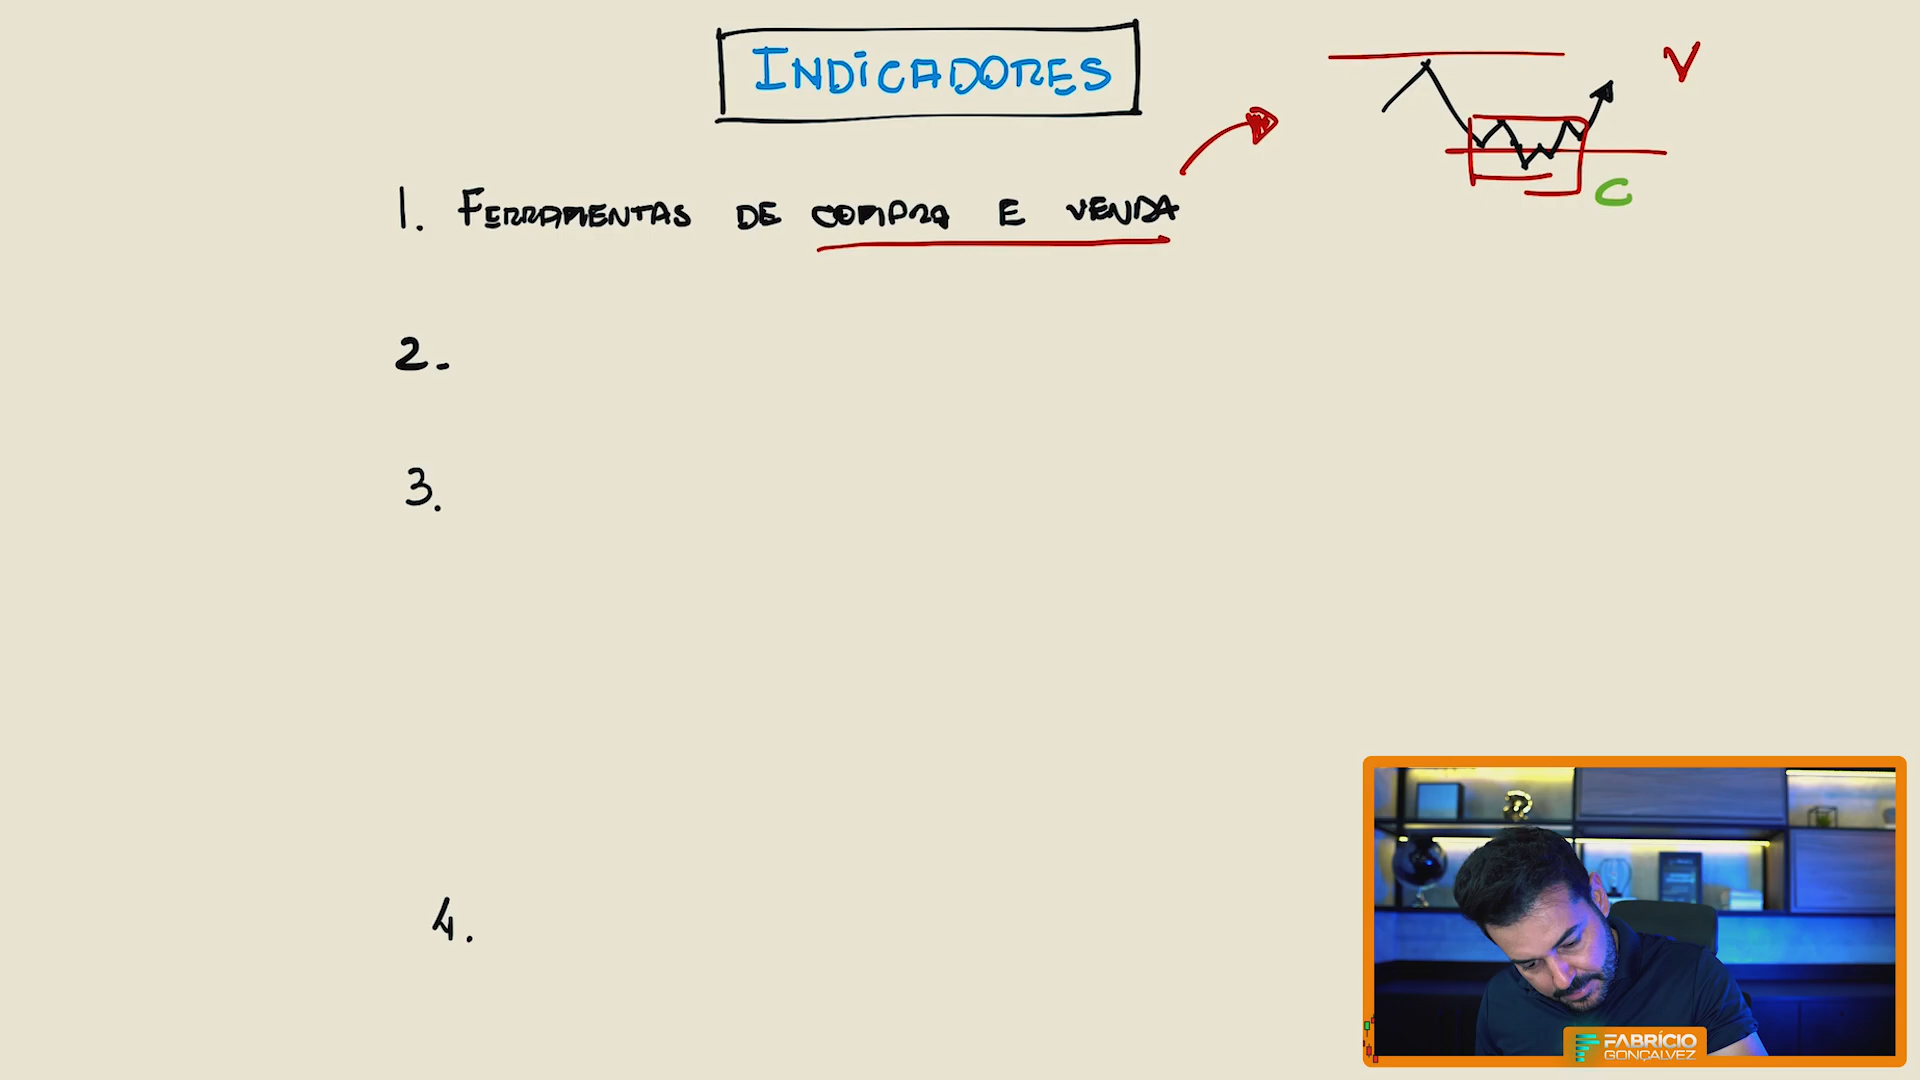 INDICADORES
V
C
1. FERRAMENTAS DE COMPRA E VENDA
2.
3.
4.
FABRÍCIO
GONÇALVEZ